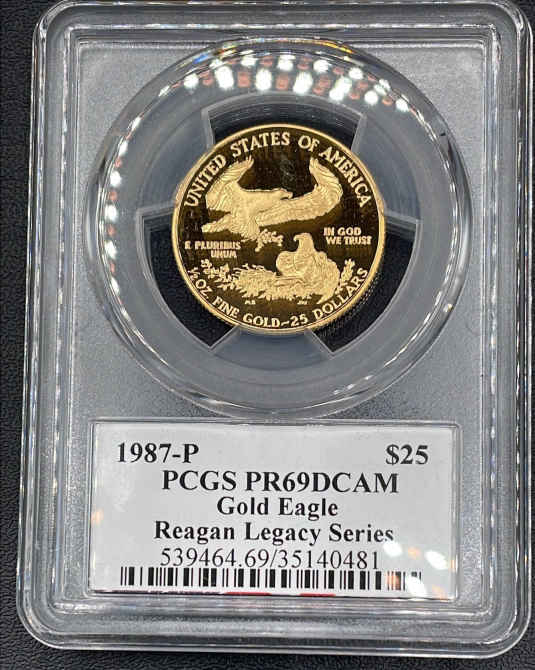 UNITED STATES OF AMERICA
E PLURIBUS
UNUM
IN GOD
WE TRUST
½ OZ. FINE GOLD~25 DOLLARS
1987-P $25
PCGS PR69DCAM
Gold Eagle
Reagan Legacy Series
539464.69/35140481